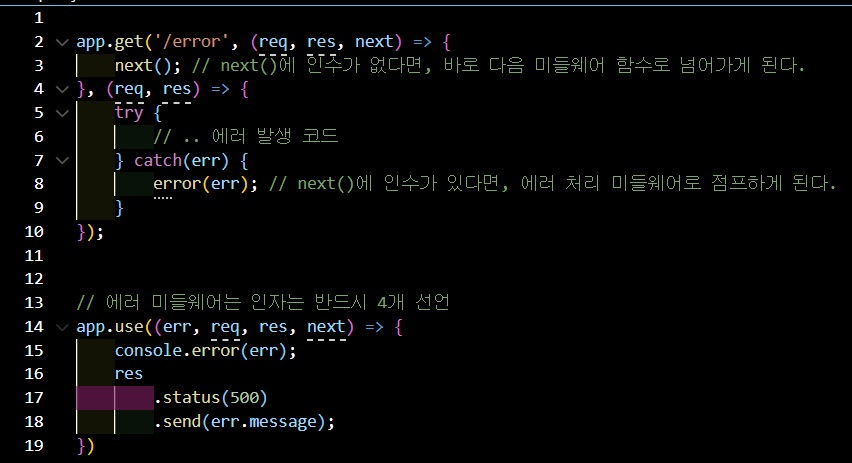 1
2 app.get('/error', (req, res, next) => {
3 next(); // next()에 인수가 없다면, 바로 다음 미들웨어 함수로 넘어가게 된다.
4 }, (req, res) => {
5 try {
6 // .. 에러 발생 코드
7 } catch(err) {
8 error(err); // next()에 인수가 있다면, 에러 처리 미들웨어로 점프하게 된다.
9 }
10 });
11
12
13 // 에러 미들웨어는 인자는 반드시 4개 선언
14 app.use((err, req, res, next) => {
15 console.error(err);
16 res
17 .status(500)
18 .send(err.message);
19 })